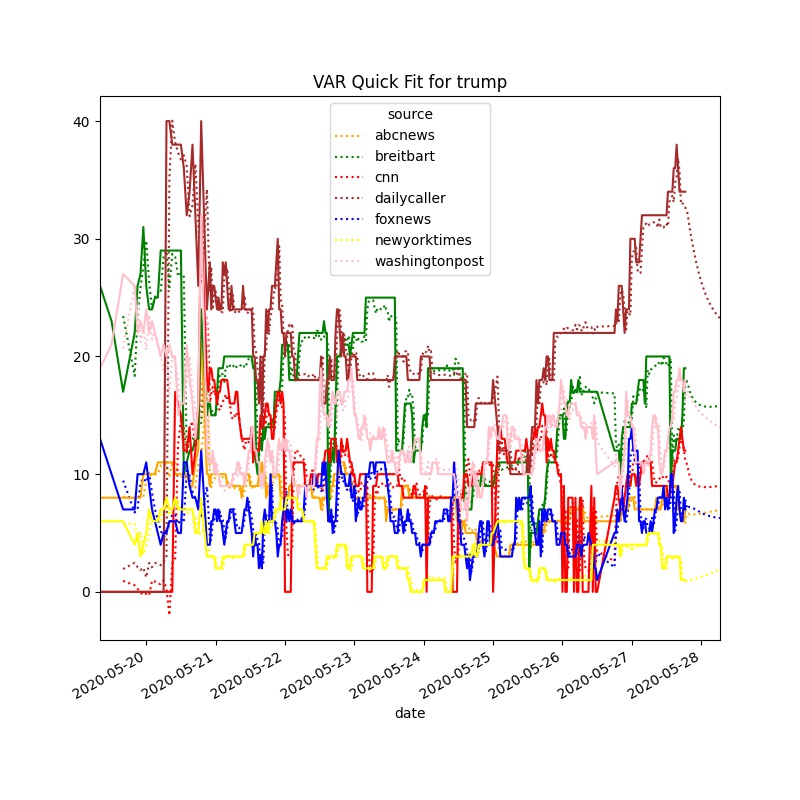 VAR Quick Fit for trump
source
abcnews
breitbart
cnn
dailycaller
foxnews
newyorktimes
washingtonpost
40
30
20
10
0
2020-05-20
2020-05-21
2020-05-22
2020-05-23
2020-05-24
2020-05-25
2020-05-26
2020-05-27
2020-05-28
date